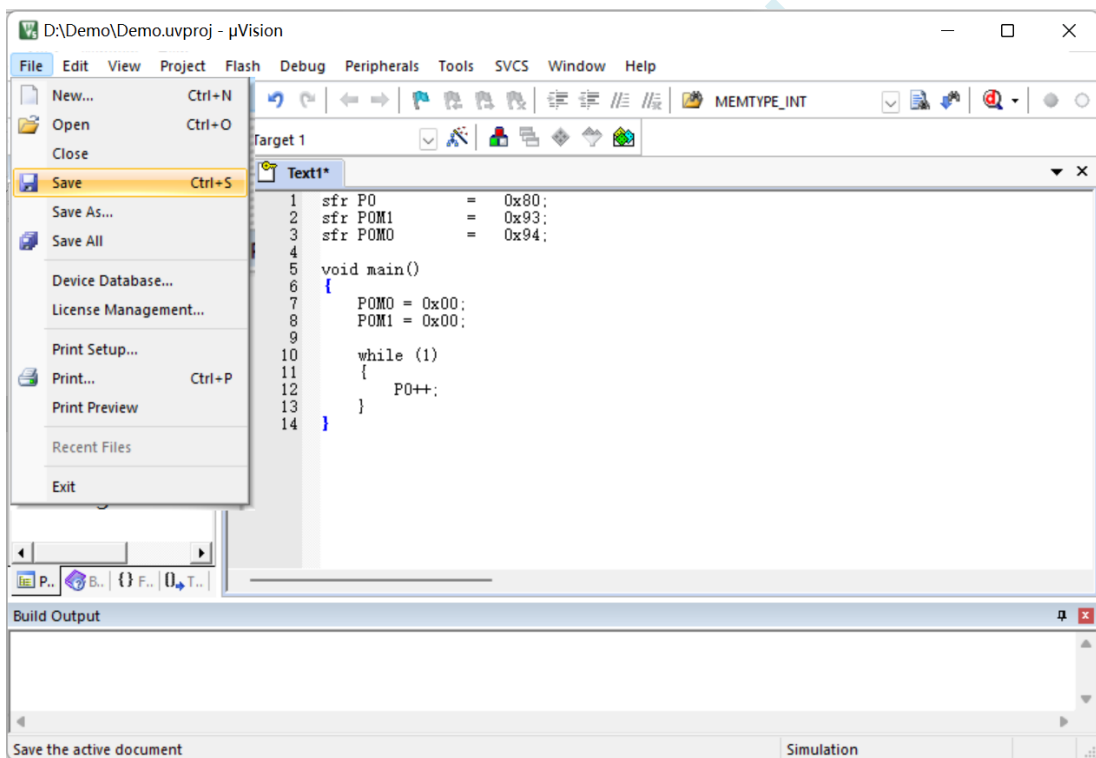 D:\Demo\Demo.uvproj - µVision
File Edit View Project Flash Debug Peripherals Tools SVCS Window Help
New... Ctrl+N
Open Ctrl+O
Close
Save Ctrl+S
Save As...
Save All
Device Database...
License Management...
Print Setup...
Print... Ctrl+P
Print Preview
Recent Files
Exit
MEMTYPE_INT
Target 1
Text1*
1 sfr P0 = 0x80;
2 sfr P0M1 = 0x93;
3 sfr P0M0 = 0x94;
4
5 void main()
6 {
7 P0M0 = 0x00;
8 P0M1 = 0x00;
9
10 while (1)
11 {
12 P0++;
13 }
14 }
P.. B.. {} F.. 0 T..
Build Output
Save the active document Simulation